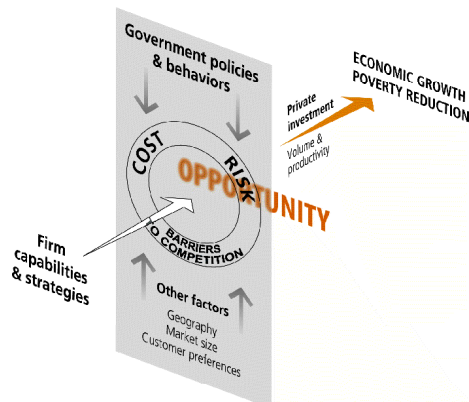 Government policies
& behaviors
ECONOMIC GROWTH
POVERTY REDUCTION
Private
investment
Volume &
productivity
COST
RISK
OPPORTUNITY
BARRIERS
TO COMPETITION
Firm
capabilities
& strategies
Other factors
Geography
Market size
Customer preferences